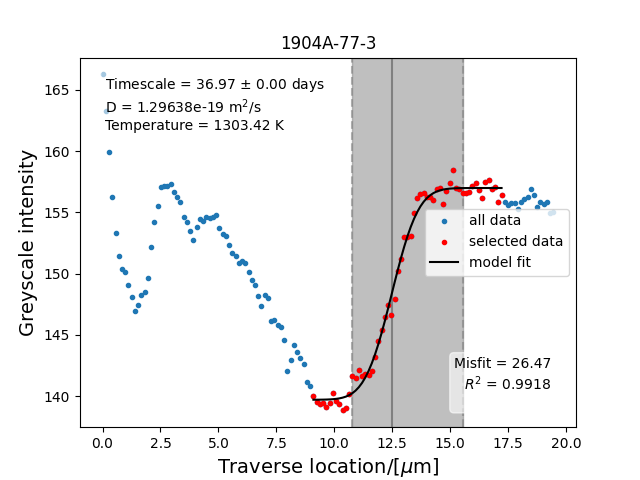 1904A-77-3
Timescale = 36.97 ± 0.00 days
D = 1.29638e-19 m²/s
Temperature = 1303.42 K
Greyscale intensity
165
160
155
150
145
140
all data
selected data
model fit
Misfit = 26.47
R² = 0.9918
0.0 2.5 5.0 7.5 10.0 12.5 15.0 17.5 20.0
Traverse location/[μm]